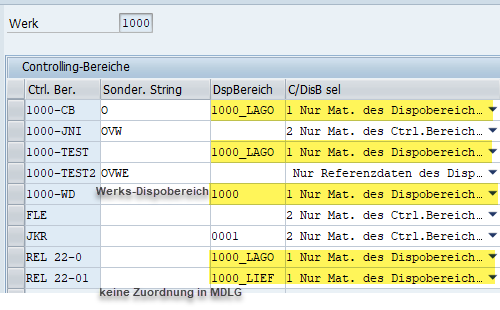 Werk 1000
Controlling-Bereiche
Ctrl. Ber. Sonder. String DspBereich C/DisB sel
1000-CB O 1000_LAGO 1 Nur Mat. des Dispobereich…
1000-JNI OVW 2 Nur Mat. des Ctrl.Bereich…
1000-TEST 1000_LAGO 1 Nur Mat. des Dispobereich…
1000-TEST2 OVWE Nur Referenzdaten des Disp…
1000-WD Werks-Dispobereich 1000 1 Nur Mat. des Dispobereich…
FLE 2 Nur Mat. des Ctrl.Bereich…
JKR 0001 2 Nur Mat. des Ctrl.Bereich…
REL 22-0 1000_LAGO 1 Nur Mat. des Dispobereich…
REL 22-01 1000_LIEF 1 Nur Mat. des Dispobereich…
keine Zuordnung in MDLG